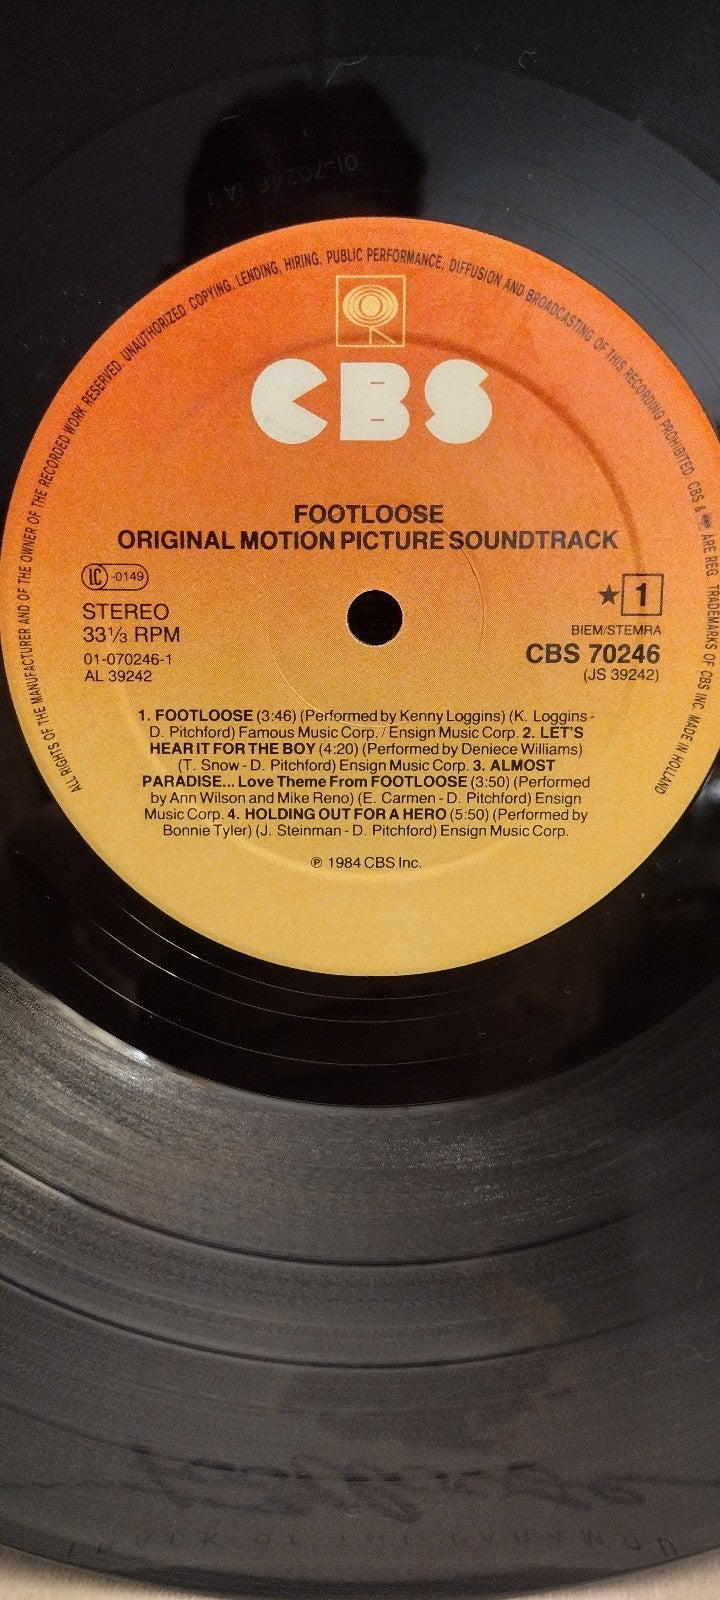 01-70246 1A 1
ALL RIGHTS OF THE MANUFACTURER AND OF THE OWNER OF THE RECORDED WORK RESERVED. UNAUTHORIZED COPYING, LENDING, HIRING, PUBLIC PERFORMANCE, DIFFUSION AND BROADCASTING OF THIS RECORDING PROHIBITED. CBS & ARE REG. TRADEMARKS OF CBS INC. MADE IN HOLLAND
CBS
FOOTLOOSE
ORIGINAL MOTION PICTURE SOUNDTRACK
LC-0149
★ 1
STEREO
33⅓ RPM
BIEM/STEMRA
01-070246-1
CBS 70246
AL 39242
(JS 39242)
1. FOOTLOOSE (3:46) (Performed by Kenny Loggins) (K. Loggins -
D. Pitchford) Famous Music Corp. / Ensign Music Corp. 2. LET'S
HEAR IT FOR THE BOY (4:20) (Performed by Deniece Williams)
(T. Snow - D. Pitchford) Ensign Music Corp. 3. ALMOST
PARADISE... Love Theme From FOOTLOOSE (3:50) (Performed
by Ann Wilson and Mike Reno) (E. Carmen - D. Pitchford) Ensign
Music Corp. 4. HOLDING OUT FOR A HERO (5:50) (Performed by
Bonnie Tyler) (J. Steinman - D. Pitchford) Ensign Music Corp.
℗ 1984 CBS Inc.